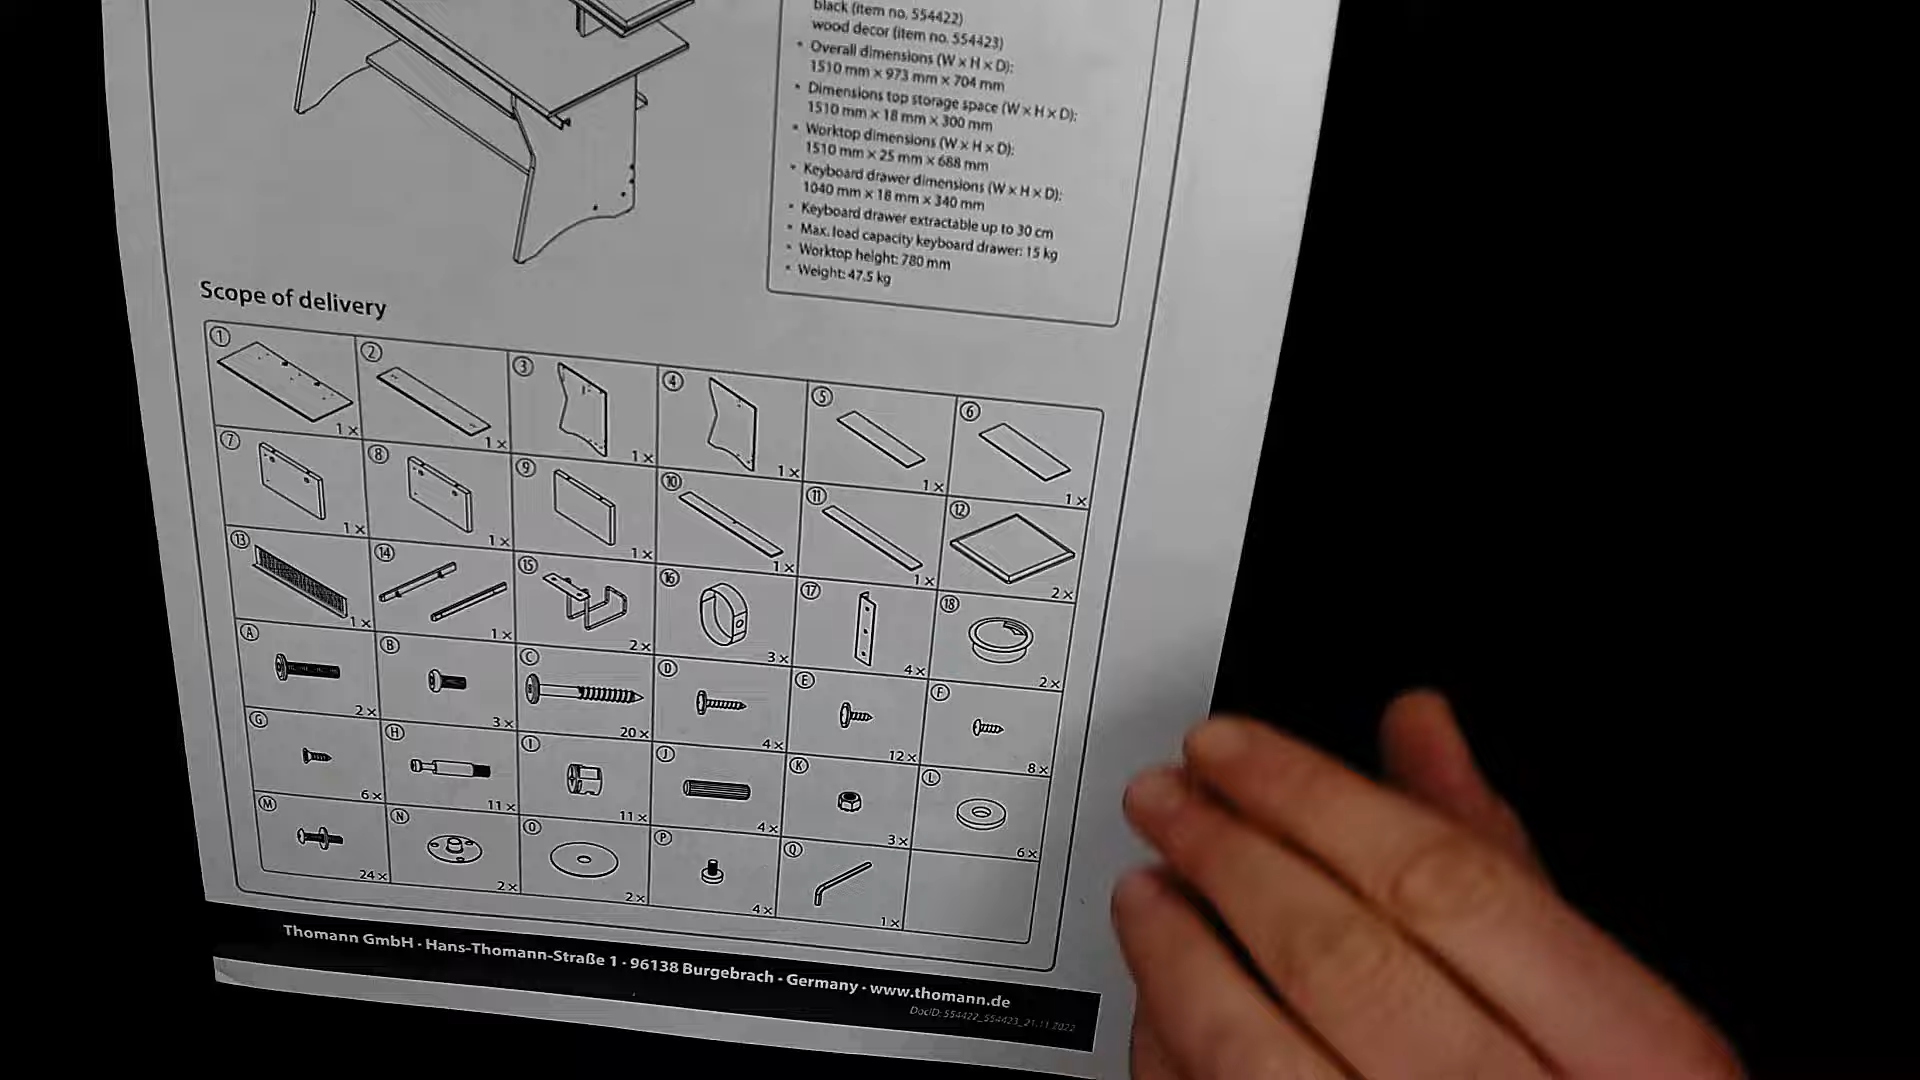 black (item no. 554422)
wood decor (item no. 554423)
• Overall dimensions (W × H × D):
1510 mm × 973 mm × 704 mm
• Dimensions top storage space (W × H × D):
1510 mm × 18 mm × 300 mm
• Worktop dimensions (W × H × D):
1510 mm × 25 mm × 688 mm
• Keyboard drawer dimensions (W × H × D):
1040 mm × 18 mm × 340 mm
• Keyboard drawer extractable up to 30 cm
• Max. load capacity keyboard drawer: 15 kg
• Worktop height: 780 mm
• Weight: 47.5 kg
Scope of delivery
① 1 × ② 1 × ③ 1 × ④ 1 × ⑤ 1 × ⑥ 1 ×
⑦ 1 × ⑧ 1 × ⑨ 1 × ⑩ 1 × ⑪ 1 × ⑫ 2 ×
⑬ 1 × ⑭ 1 × ⑮ 2 × ⑯ 3 × ⑰ 4 × ⑱ 2 ×
Ⓐ 2 × Ⓑ 3 × Ⓒ 20 × Ⓓ 4 × Ⓔ 12 × Ⓕ 8 ×
Ⓖ 6 × Ⓗ 11 × Ⓘ 11 × Ⓙ 4 × Ⓚ 3 × Ⓛ 6 ×
Ⓜ 24 × Ⓝ 2 × Ⓞ 2 × Ⓟ 4 × Ⓠ 1 ×
Thomann GmbH · Hans-Thomann-Straße 1 · 96138 Burgebrach · Germany · www.thomann.de
DocID: 554422_554423_21.11.2022